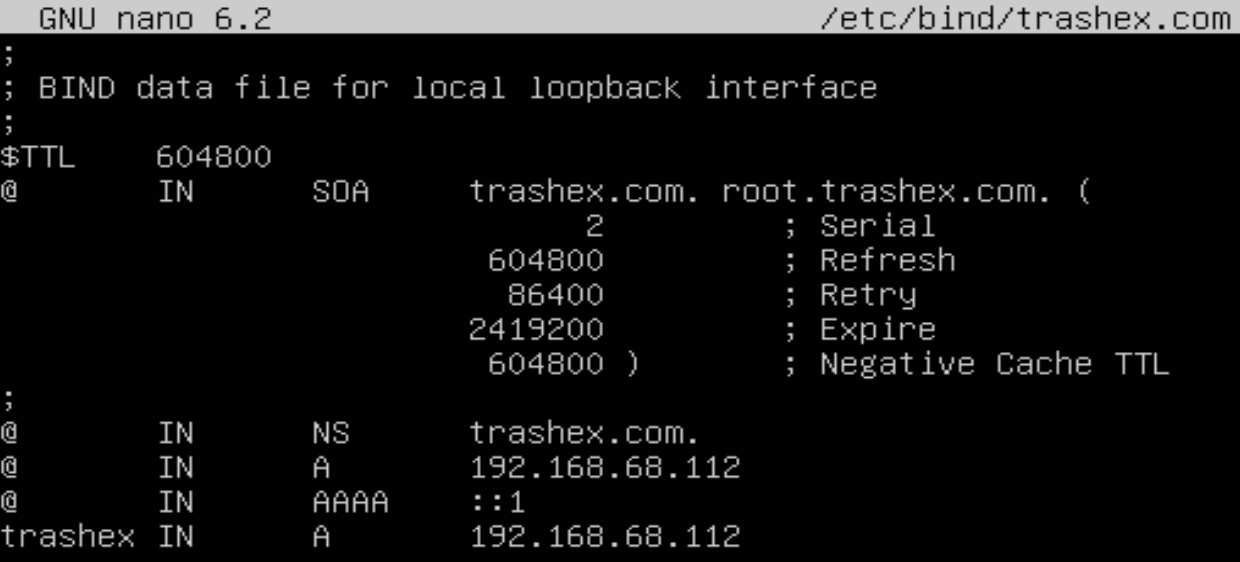 GNU nano 6.2 /etc/bind/trashex.com
;
; BIND data file for local loopback interface
;
$TTL 604800
@ IN SOA trashex.com. root.trashex.com. (
2 ; Serial
604800 ; Refresh
86400 ; Retry
2419200 ; Expire
604800 ) ; Negative Cache TTL
;
@ IN NS trashex.com.
@ IN A 192.168.68.112
@ IN AAAA ::1
trashex IN A 192.168.68.112